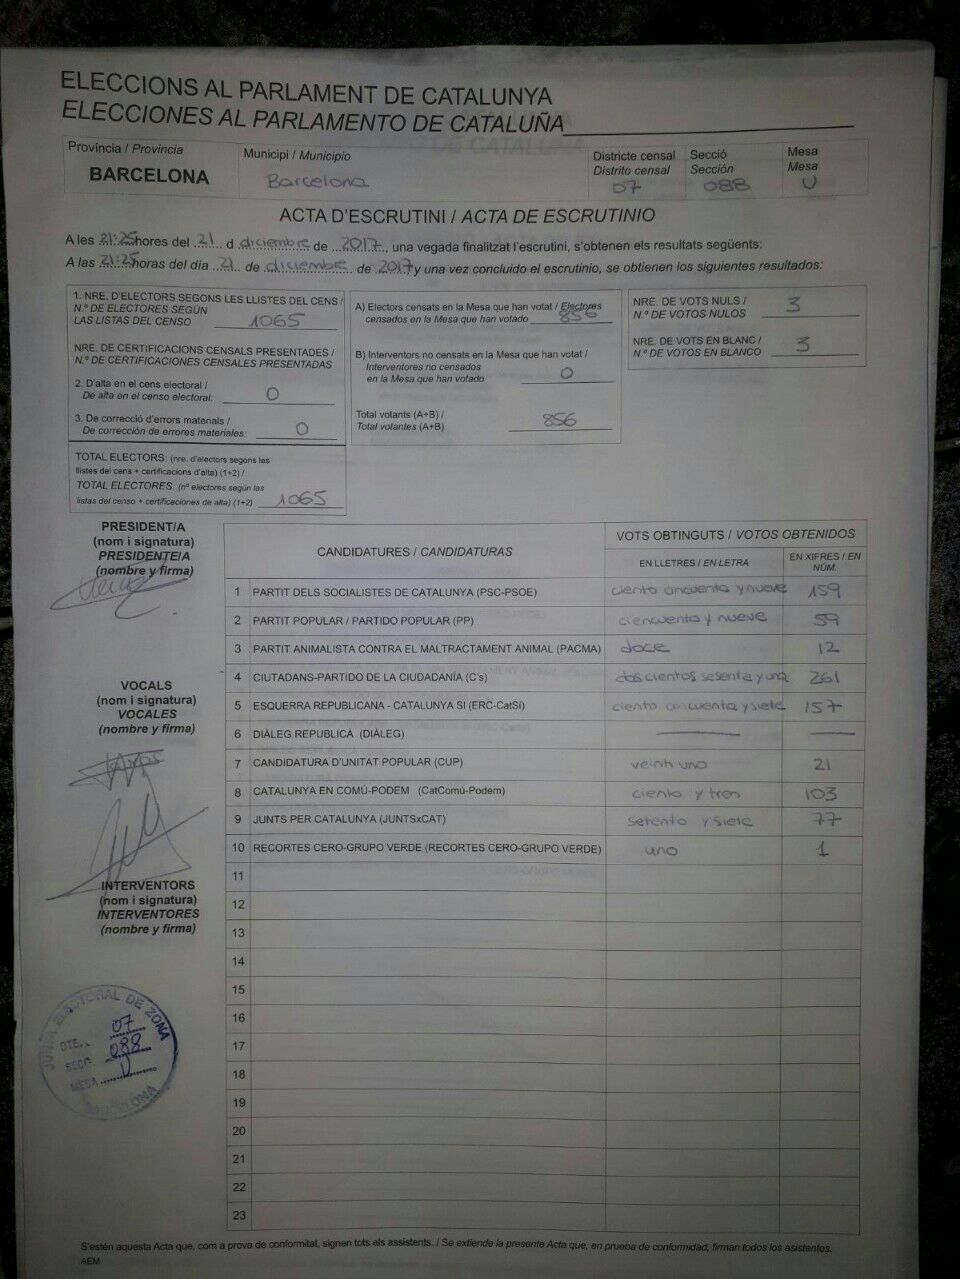 ELECCIONS AL PARLAMENT DE CATALUNYA
ELECCIONES AL PARLAMENTO DE CATALUÑA
Província / Provincia
BARCELONA
Municipi / Municipio
Barcelona
Districte censal
Distrito censal
07
Secció
Sección
088
Mesa
Mesa
U
ACTA D'ESCRUTINI / ACTA DE ESCRUTINIO
A les 21:25 hores del 21 d diciembre de 2017, una vegada finalitzat l'escrutini, s'obtenen els resultats següents:
A las 21:25 horas del día 21 de diciembre de 2017 y una vez concluido el escrutinio, se obtienen los siguientes resultados:
1. NRE. D'ELECTORS SEGONS LES LLISTES DEL CENS /
N.º DE ELECTORES SEGÚN
LAS LISTAS DEL CENSO 1065
NRE. DE CERTIFICACIONS CENSALS PRESENTADES /
N.º DE CERTIFICACIONES CENSALES PRESENTADAS
2. D'alta en el cens electoral /
De alta en el censo electoral: 0
3. De correcció d'errors materials /
De corrección de errores materiales: 0
TOTAL ELECTORS: (nre. d'electors segons les
llistes del cens + certificacions d'alta) (1+2) /
TOTAL ELECTORES: (nº electores según las
listas del censo + certificaciones de alta) (1+2) 1065
A) Electors censats en la Mesa que han votat / Electores
censados en la Mesa que han votado 856
B) Interventors no censats en la Mesa que han votat /
Interventores no censados
en la Mesa que han votado 0
Total votants (A+B) /
Total votantes (A+B) 856
NRE. DE VOTS NULS /
N.º DE VOTOS NULOS 3
NRE. DE VOTS EN BLANC /
N.º DE VOTOS EN BLANCO 3
PRESIDENT/A
(nom i signatura)
PRESIDENTE/A
(nombre y firma)
VOCALS
(nom i signatura)
VOCALES
(nombre y firma)
INTERVENTORS
(nom i signatura)
INTERVENTORES
(nombre y firma)
JUNTA ELECTORAL DE ZONA
DTE. 07
SECC. 088
MESA U
BARCELONA
CANDIDATURES / CANDIDATURAS
VOTS OBTINGUTS / VOTOS OBTENIDOS
EN LLETRES / EN LETRA
EN XIFRES / EN NÚM.
1 PARTIT DELS SOCIALISTES DE CATALUNYA (PSC-PSOE) ciento cincuenta y nueve 159
2 PARTIT POPULAR / PARTIDO POPULAR (PP) ciencuenta y nueve 59
3 PARTIT ANIMALISTA CONTRA EL MALTRACTAMENT ANIMAL (PACMA) doce 12
4 CIUTADANS-PARTIDO DE LA CIUDADANÍA (C's) dos cientos sesenta y una 261
5 ESQUERRA REPUBLICANA - CATALUNYA SÍ (ERC-CatSí) ciento cincuenta y siete 157
6 DIÀLEG REPUBLICÀ (DIÀLEG)
7 CANDIDATURA D'UNITAT POPULAR (CUP) veinti uno 21
8 CATALUNYA EN COMÚ-PODEM (CatComú-Podem) ciento y tres 103
9 JUNTS PER CATALUNYA (JUNTSxCAT) setento y siete 77
10 RECORTES CERO-GRUPO VERDE (RECORTES CERO-GRUPO VERDE) uno 1
11
12
13
14
15
16
17
18
19
20
21
22
23
S'estén aquesta Acta que, com a prova de conformitat, signen tots els assistents. / Se extiende la presente Acta que, en prueba de conformidad, firman todos los asistentes.
AEM